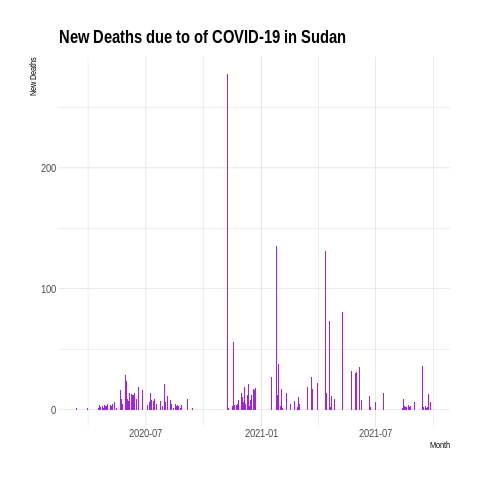 New Deaths due to of COVID-19 in Sudan
New Deaths
200
100
0
2020-07 2021-01 2021-07
Month